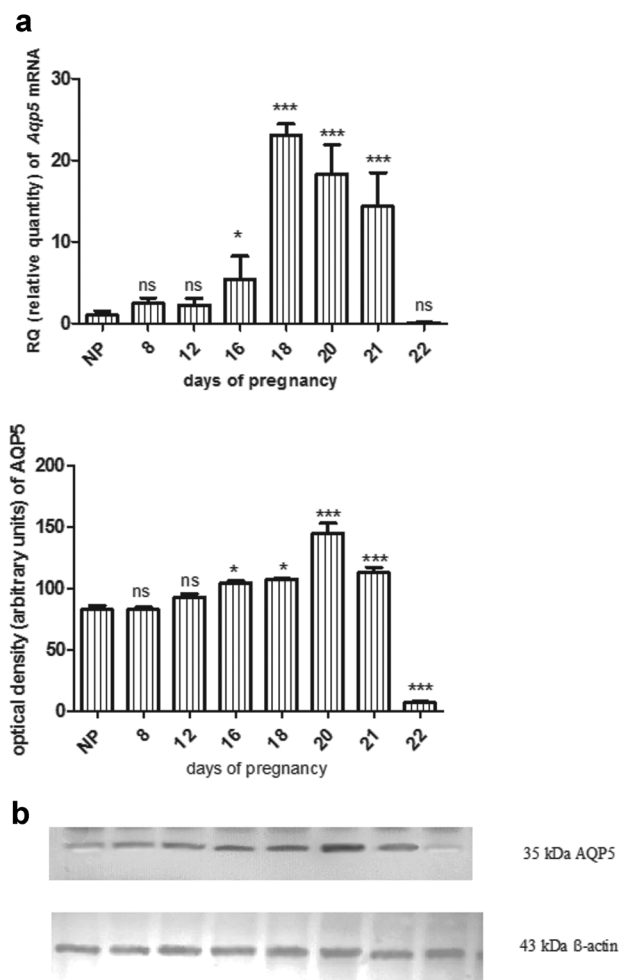 a
RQ (relative quantity) of Aqp5 mRNA
30
20
10
0
ns
ns
*
***
***
***
ns
NP
8
12
16
18
20
21
22
days of pregnancy
optical density (arbitrary units) of AQP5
200
150
100
50
0
ns
ns
*
*
***
***
***
NP
8
12
16
18
20
21
22
days of pregnancy
b
35 kDa AQP5
43 kDa ß-actin